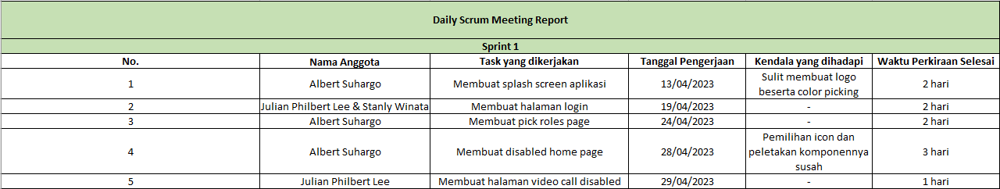 Daily Scrum Meeting Report
Sprint 1
No. Nama Anggota Task yang dikerjakan Tanggal Pengerjaan Kendala yang dihadapi Waktu Perkiraan Selesai
1 Albert Suhargo Membuat splash screen aplikasi 13/04/2023 Sulit membuat logo beserta color picking 2 hari
2 Julian Philbert Lee & Stanly Winata Membuat halaman login 19/04/2023 - 2 hari
3 Albert Suhargo Membuat pick roles page 24/04/2023 - 2 hari
4 Albert Suhargo Membuat disabled home page 28/04/2023 Pemilihan icon dan peletakan komponennya susah 3 hari
5 Julian Philbert Lee Membuat halaman video call disabled 29/04/2023 - 1 hari